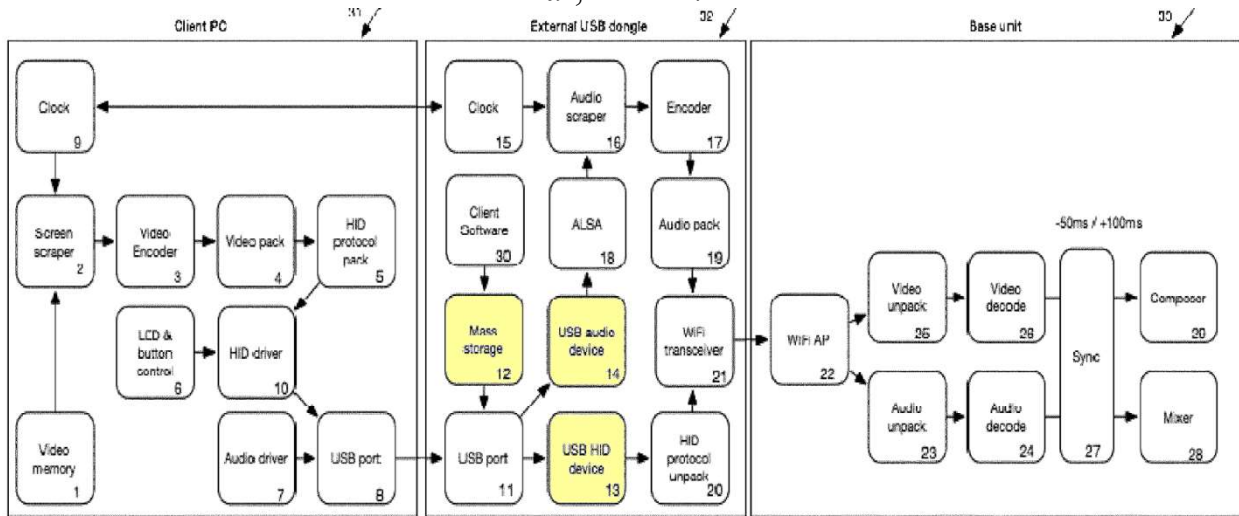 Client PC
31
External USB dongle
32
Base unit
33
Clock
9
Clock
15
Audio
scraper
16
Encoder
17
Screen
scraper
2
Video
Encoder
3
Video pack
4
HID
protocol
pack
5
Client
Software
30
ALSA
18
Audio pack
19
-50ms / +100ms
LCD &
button
control
6
HID driver
10
Mass
storage
12
USB audio
device
14
WiFi
transceiver
21
WiFi AP
22
Video
unpack
25
Video
decode
26
Sync
27
Composer
20
Video
memory
1
Audio driver
7
USB port
8
USB port
11
USB HID
device
13
HID
protocol
unpack
20
Audio
unpack
23
Audio
decode
24
Mixer
28